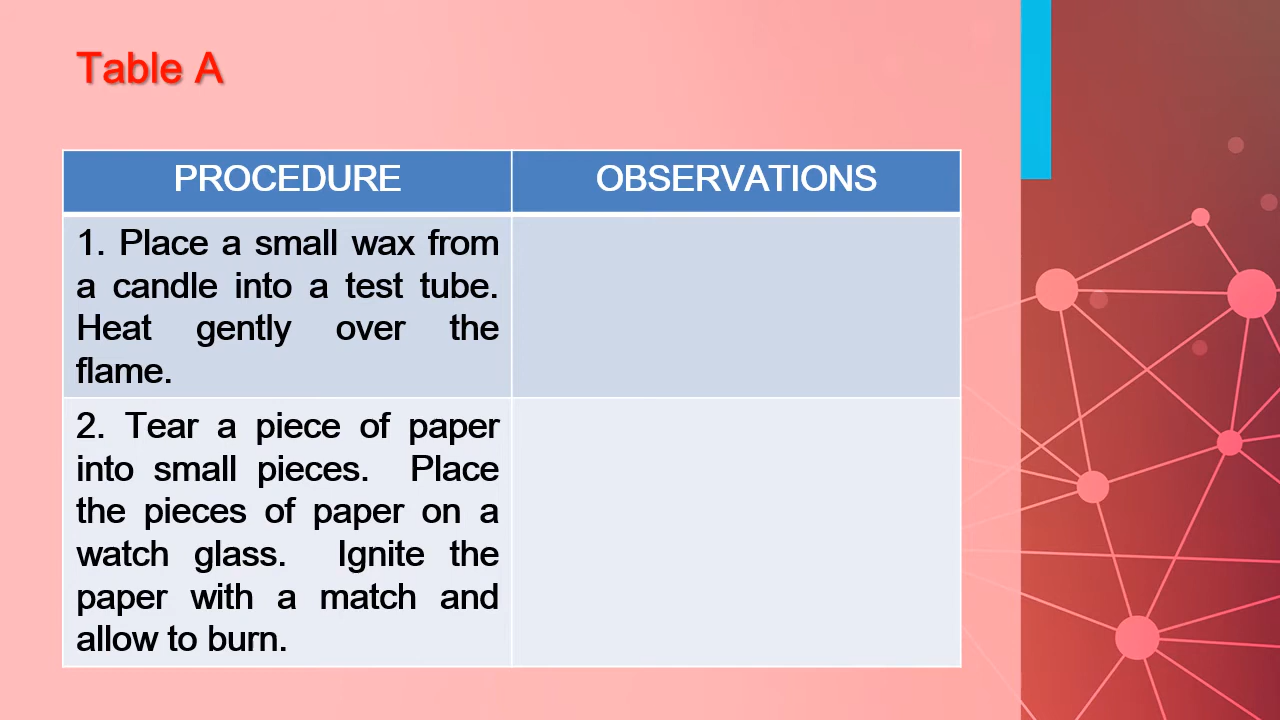 Table A
PROCEDURE
OBSERVATIONS
1. Place a small wax from
a candle into a test tube.
Heat gently over the
flame.
2. Tear a piece of paper
into small pieces. Place
the pieces of paper on a
watch glass. Ignite the
paper with a match and
allow to burn.